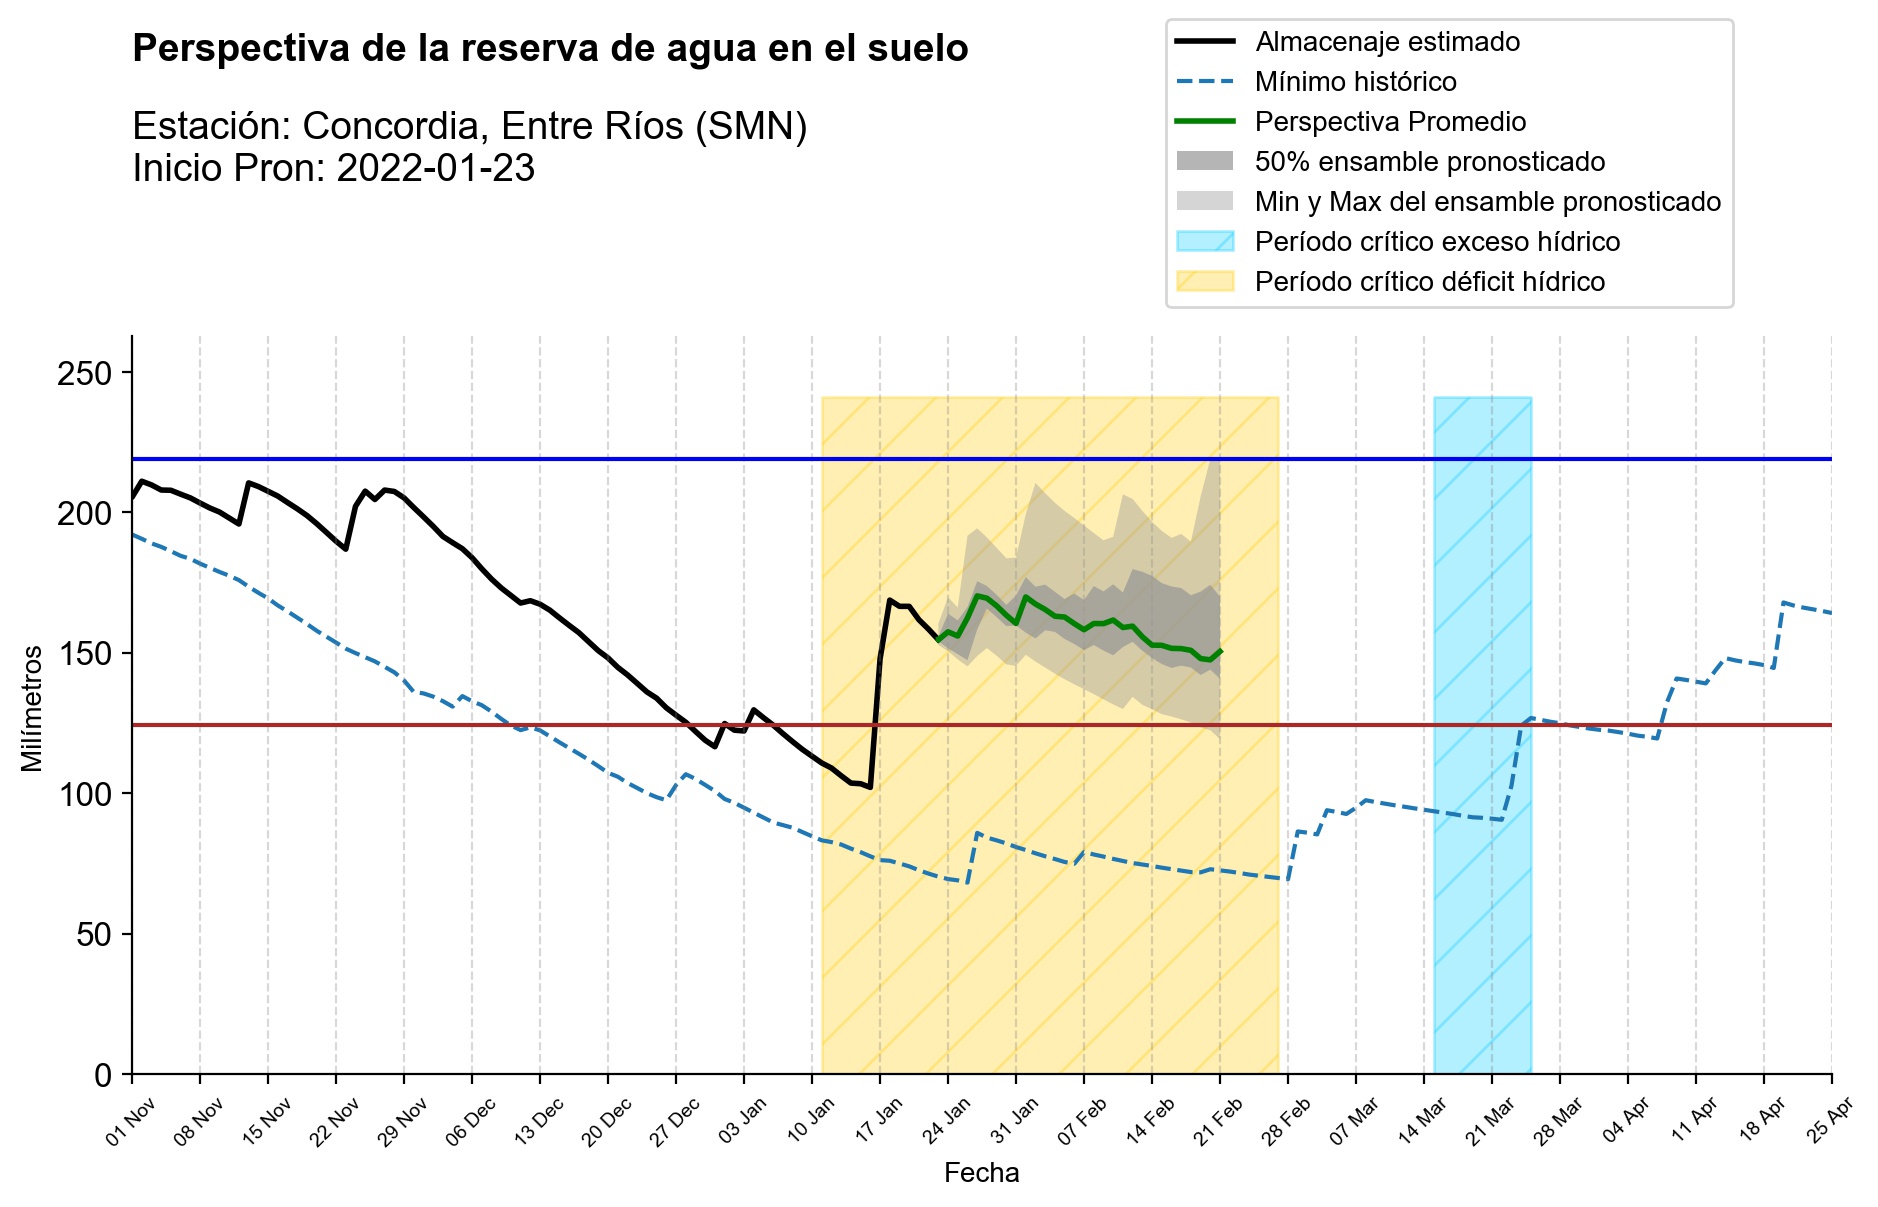 Perspectiva de la reserva de agua en el suelo
Estación: Concordia, Entre Ríos (SMN)
Inicio Pron: 2022-01-23
Almacenaje estimado
Mínimo histórico
Perspectiva Promedio
50% ensamble pronosticado
Min y Max del ensamble pronosticado
Período crítico exceso hídrico
Período crítico déficit hídrico
Milímetros
250
200
150
100
50
0
01 Nov
08 Nov
15 Nov
22 Nov
29 Nov
06 Dec
13 Dec
20 Dec
27 Dec
03 Jan
10 Jan
17 Jan
24 Jan
31 Jan
07 Feb
14 Feb
21 Feb
28 Feb
07 Mar
14 Mar
21 Mar
28 Mar
04 Apr
11 Apr
18 Apr
25 Apr
Fecha